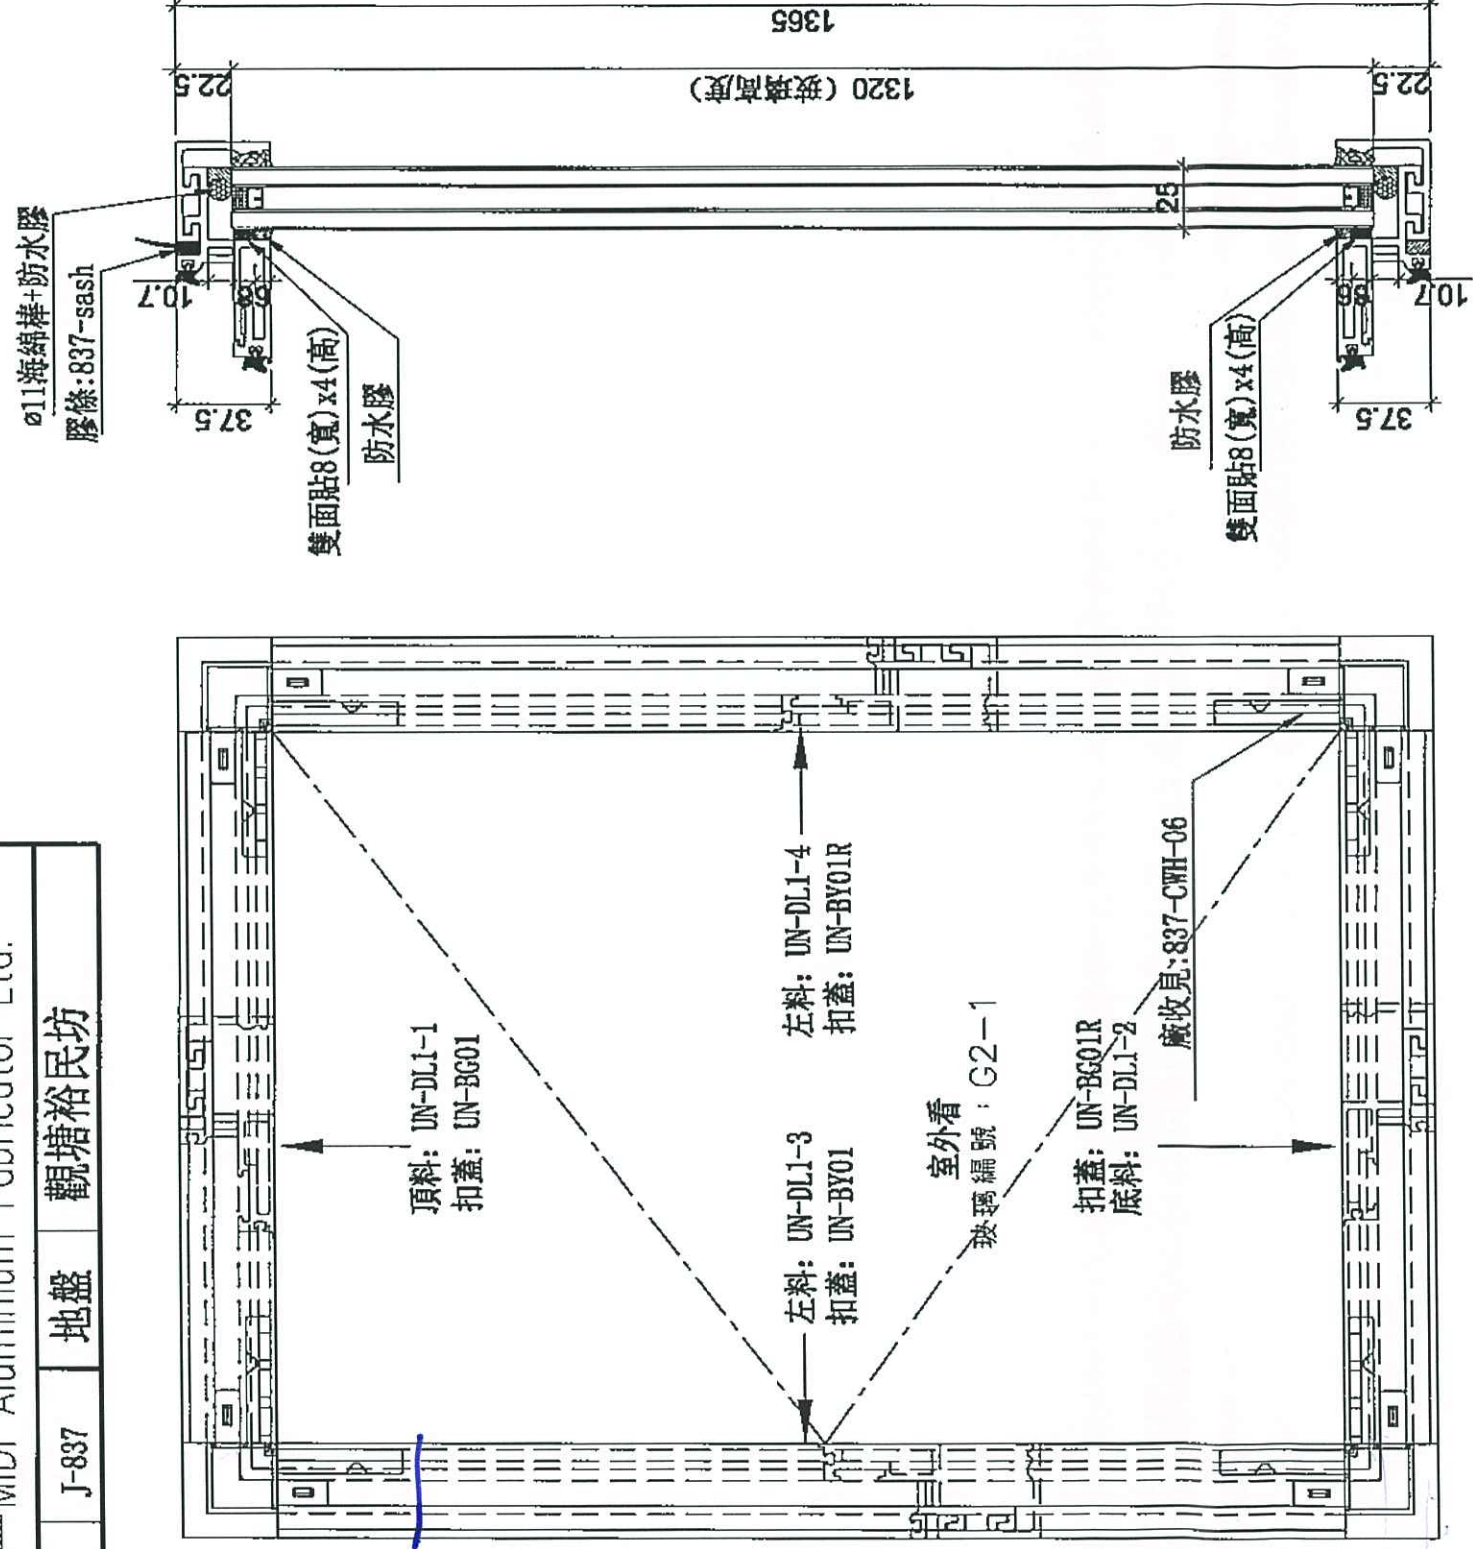 MBT Aluminium Fabricator Ltd.
J-837
地盤
觀塘裕民坊
ø11海綿棒+防水膠
膠條:837-sash
雙面貼8(寬)x4(高)
防水膠
防水膠
雙面貼8(寬)x4(高)
1365
22.5
1320 (玻璃高度)
22.5
25
10.7
10.7
37.5
37.5
頂料: UN-DL1-1
扣蓋: UN-BG01
左料: UN-DL1-3
扣蓋: UN-BY01
左料: UN-DL1-4
扣蓋: UN-BY01R
室外看
玻璃編號: G2-1
扣蓋: UN-BG01R
底料: UN-DL1-2
廠收見:837-CWH-06